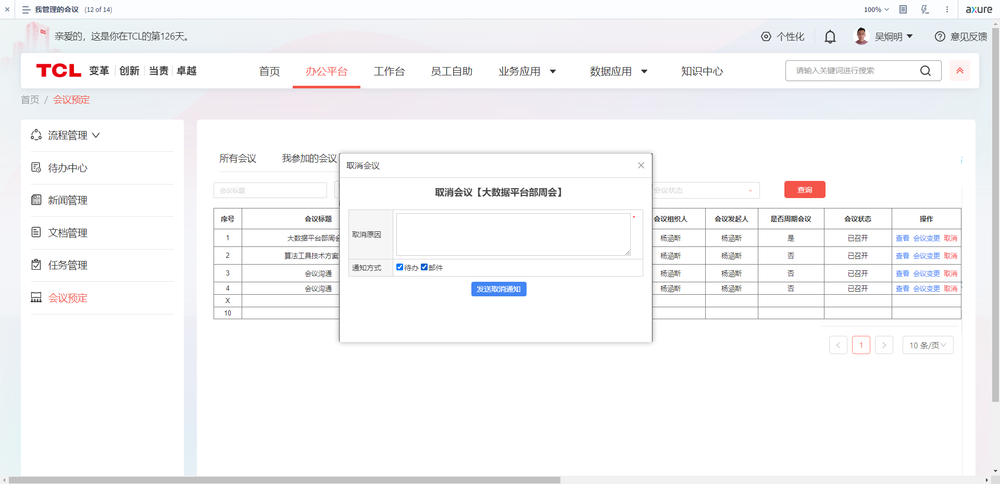 我管理的会议 (12 of 14)
100%
axure
亲爱的，这是你在TCL的第126天。
个性化
吴炯明
意见反馈
TCL 变革 创新 当责 卓越
首页
办公平台
工作台
员工自助
业务应用
数据应用
知识中心
请输入关键词进行搜索
首页 / 会议预定
流程管理
待办中心
新闻管理
文档管理
任务管理
会议预定
所有会议
我参加的会议
会议标题
会议状态
查询
序号 会议标题 会议组织人 会议发起人 是否周期会议 会议状态 操作
1 大数据平台部周会 杨涵斯 杨涵斯 是 已召开 查看 会议变更 取消
2 算法工具技术方案 杨涵斯 杨涵斯 否 已召开 查看 会议变更 取消
3 会议沟通 杨涵斯 杨涵斯 否 已召开 查看 会议变更 取消
4 会议沟通 杨涵斯 杨涵斯 否 已召开 查看 会议变更 取消
X
10
取消会议
取消会议【大数据平台部周会】
取消原因
*
通知方式 待办 邮件
发送取消通知
< 1 > 10 条/页